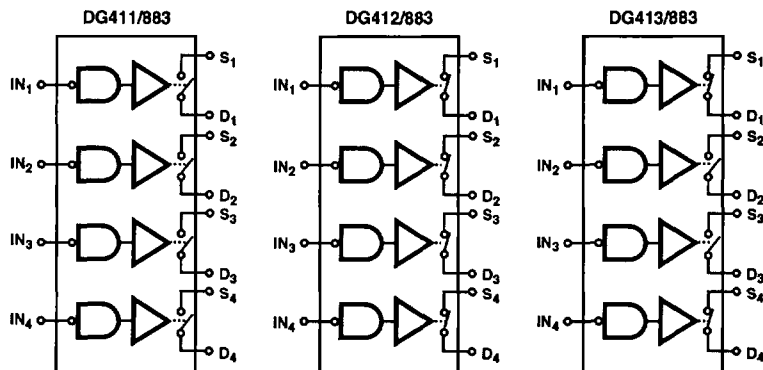 DG411/883
DG412/883
DG413/883
IN1
S1
D1
IN2
S2
D2
IN3
S3
D3
IN4
S4
D4
IN1
S1
D1
IN2
S2
D2
IN3
S3
D3
IN4
S4
D4
IN1
S1
D1
IN2
S2
D2
IN3
S3
D3
IN4
S4
D4